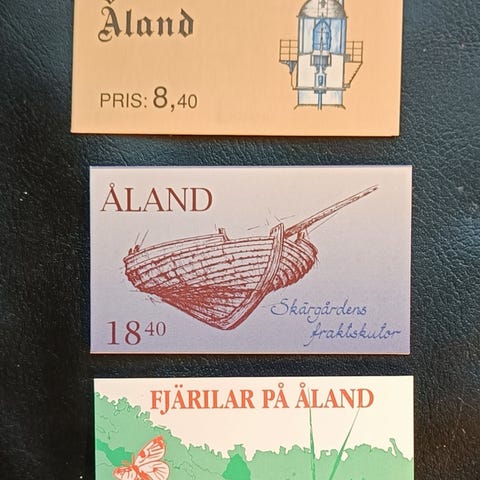 Åland
PRIS: 8,40
ÅLAND
18 40
Skärgårdens
fraktskutor
FJÄRILAR PÅ ÅLAND